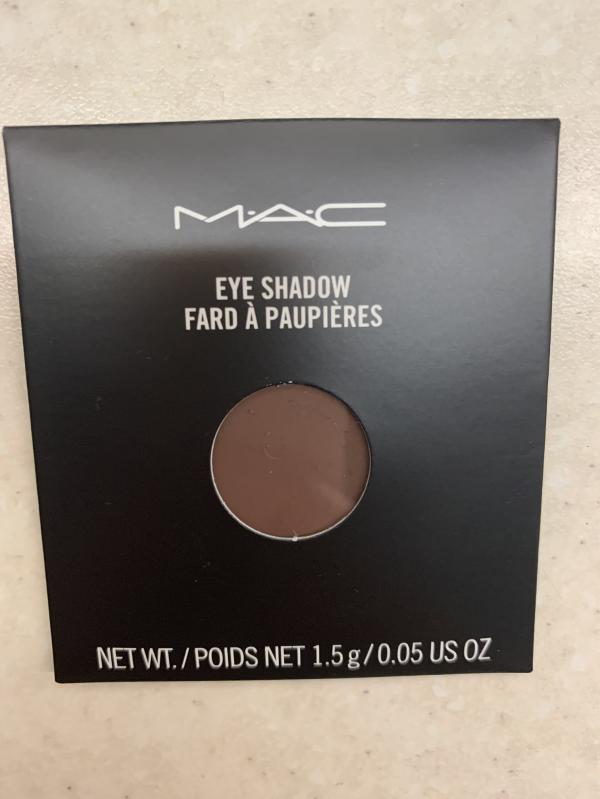 M·A·C
EYE SHADOW
FARD À PAUPIÈRES
NET WT. / POIDS NET 1.5 g / 0.05 US OZ